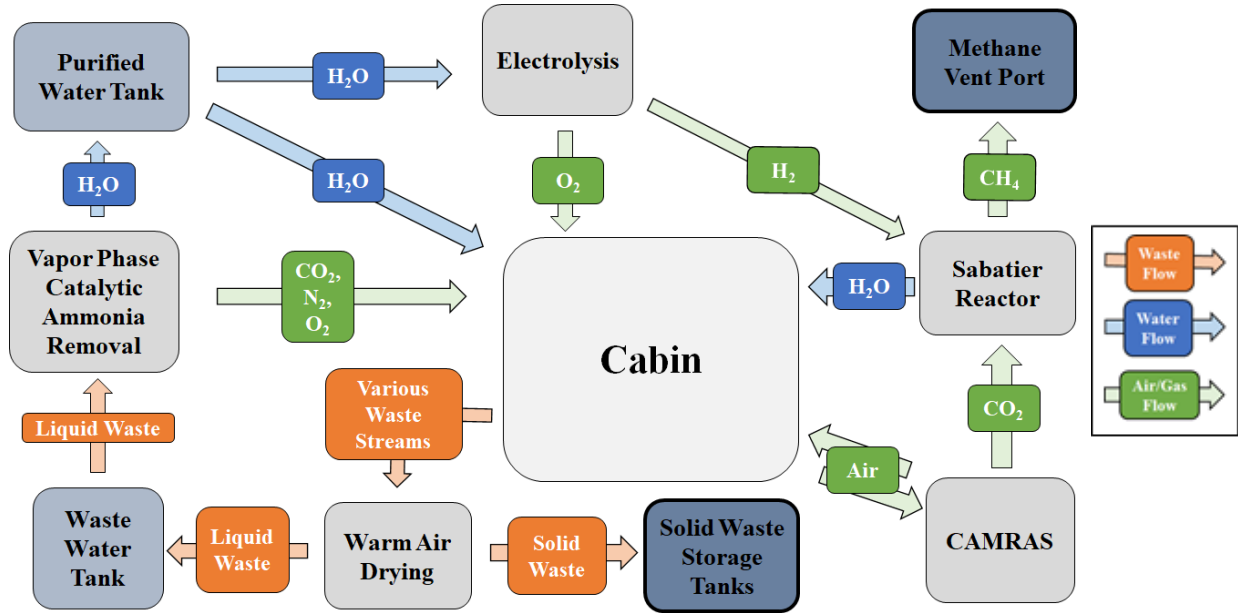 Purified
Water Tank
H₂O
Electrolysis
Methane
Vent Port
H₂O
H₂O
O₂
H₂
CH₄
Vapor Phase
Catalytic
Ammonia
Removal
CO₂,
N₂,
O₂
Cabin
H₂O
Sabatier
Reactor
Waste
Flow
Water
Flow
Air/Gas
Flow
Liquid Waste
Various
Waste
Streams
CO₂
Air
Waste
Water
Tank
Liquid
Waste
Warm Air
Drying
Solid
Waste
Solid Waste
Storage
Tanks
CAMRAS